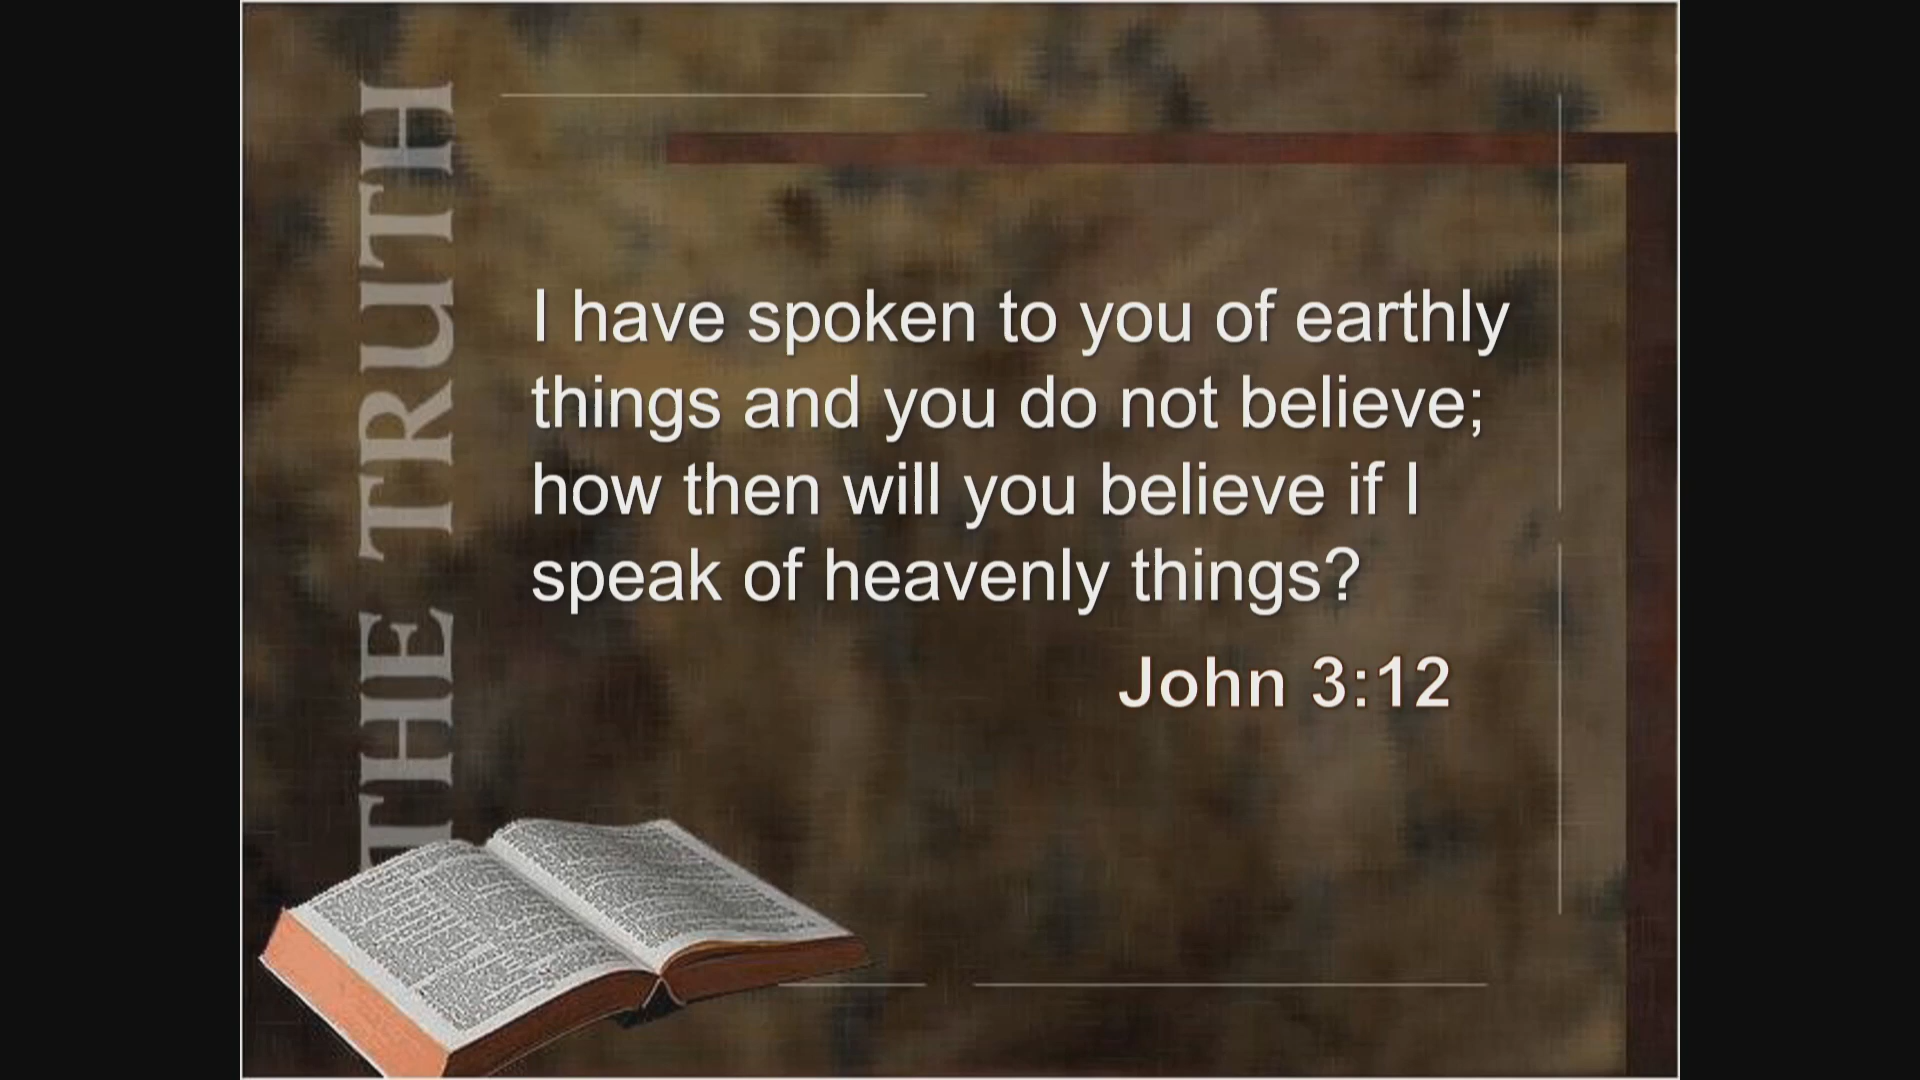 THE TRUTH
I have spoken to you of earthly
things and you do not believe;
how then will you believe if I
speak of heavenly things?
John 3:12